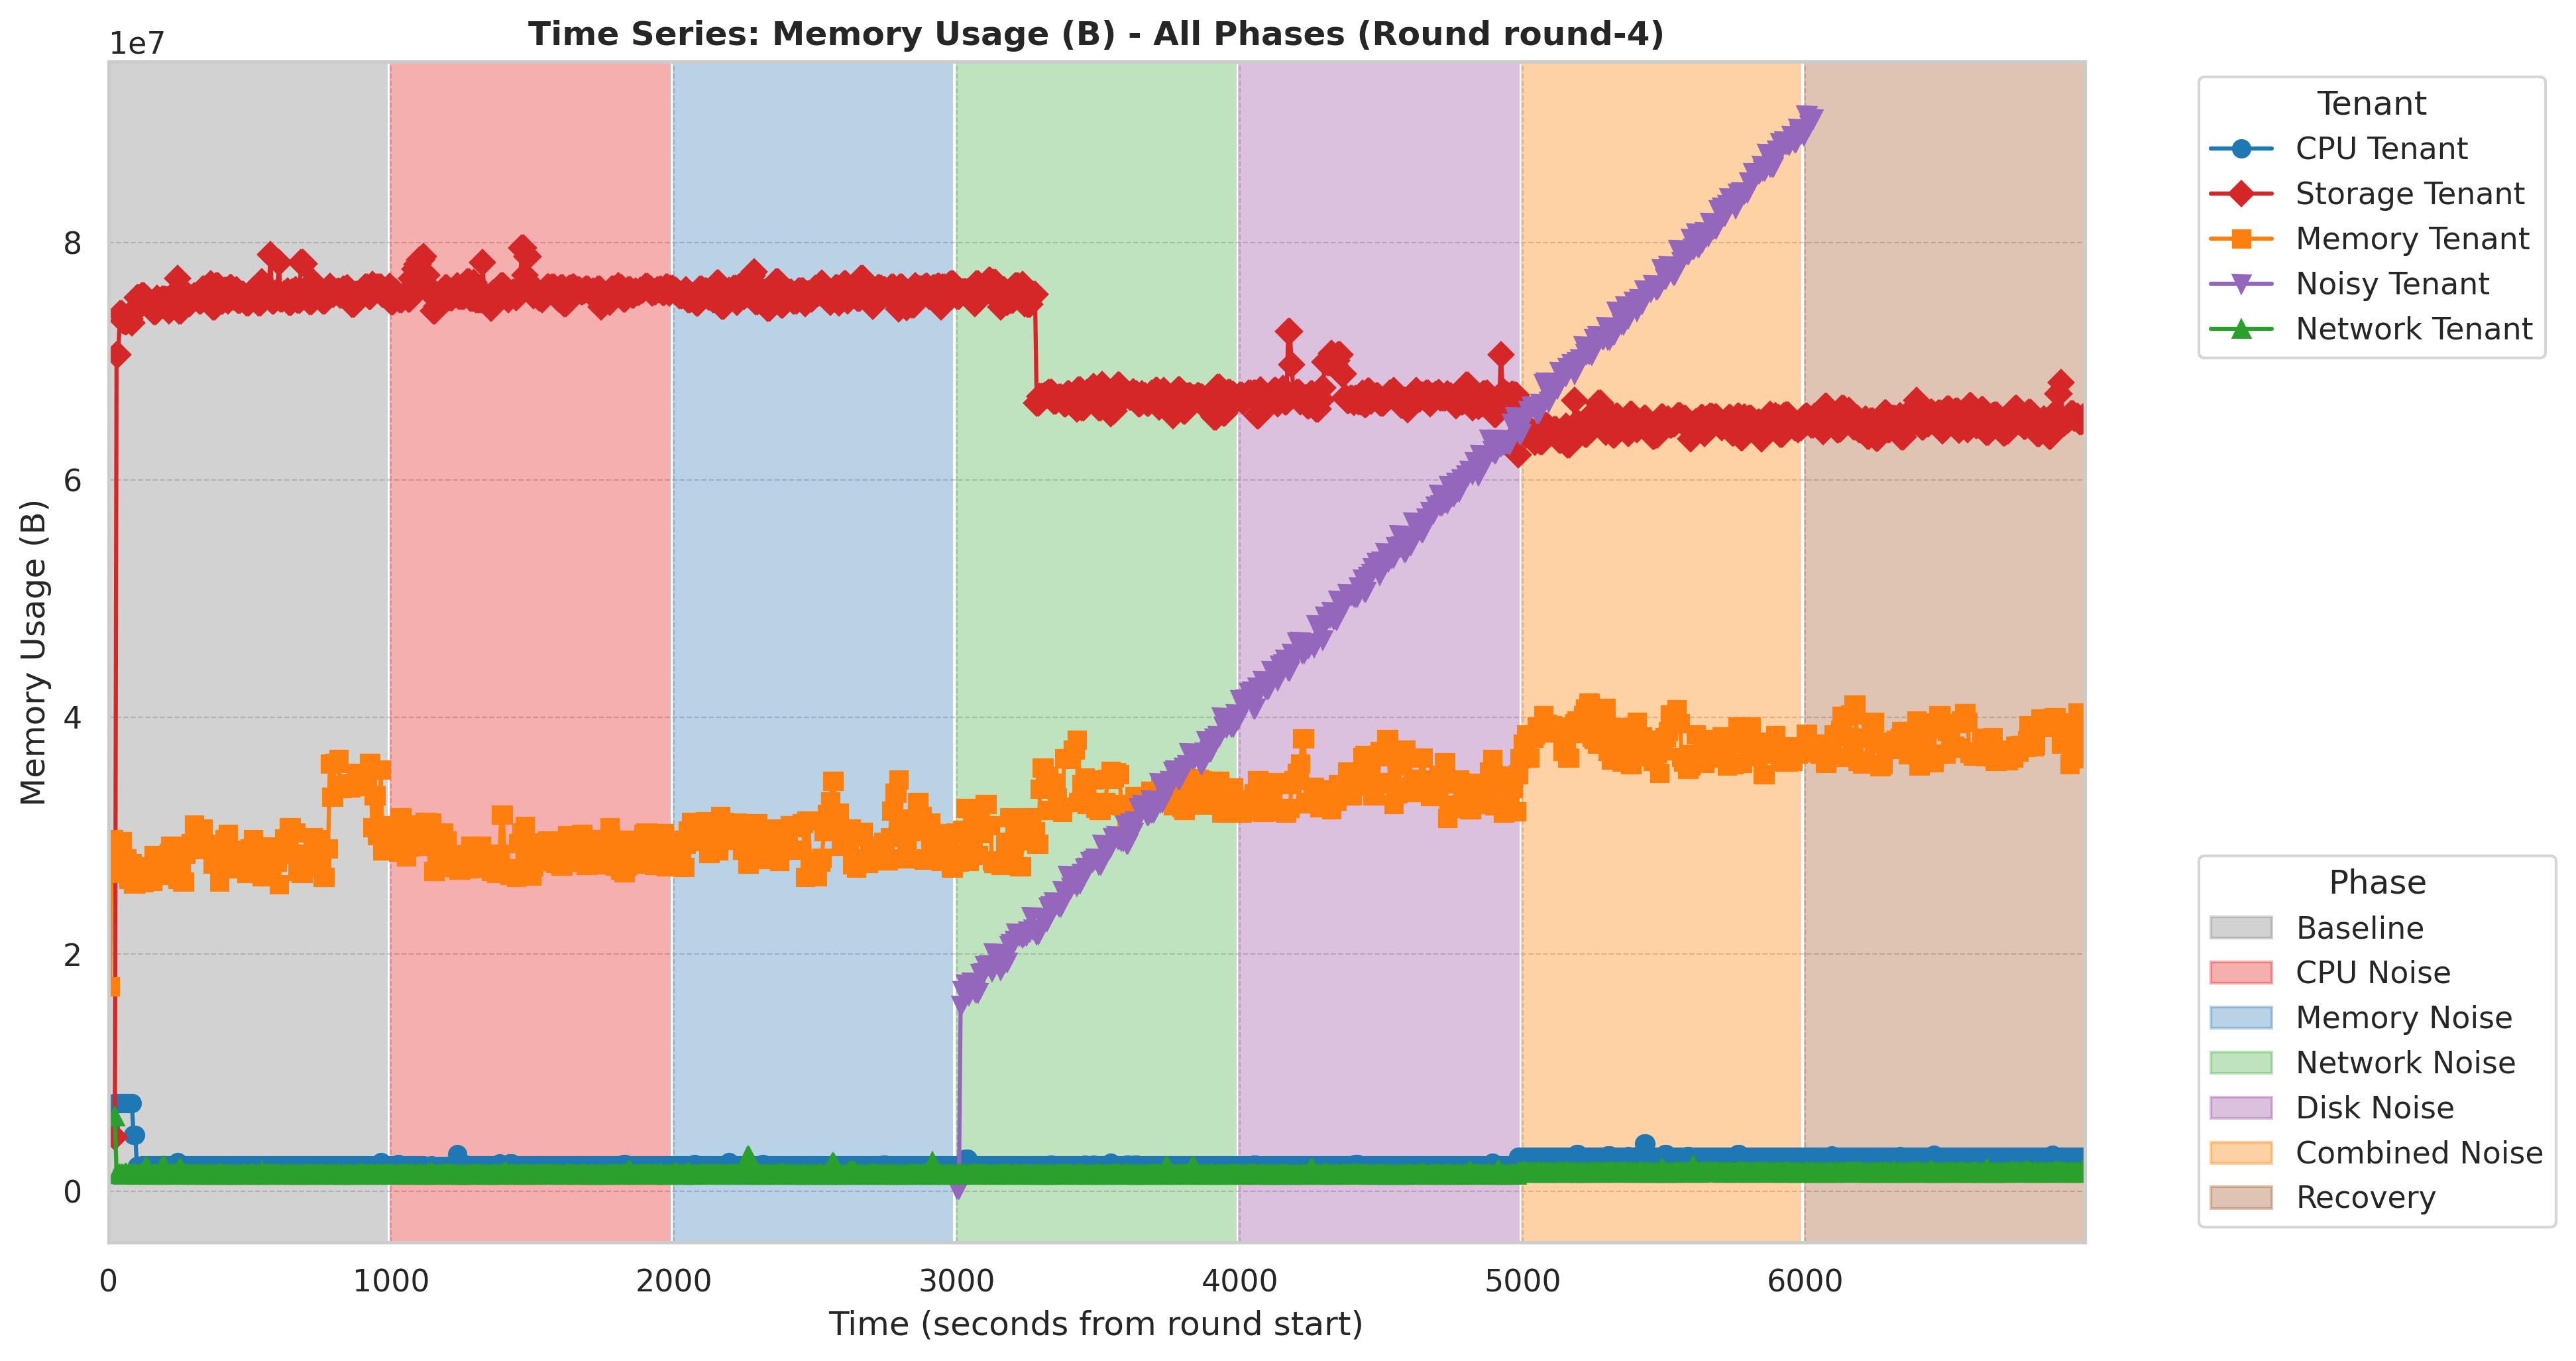 Time Series: Memory Usage (B) - All Phases (Round round-4)
1e7
8
6
4
2
0
Memory Usage (B)
0 1000 2000 3000 4000 5000 6000
Time (seconds from round start)
Tenant
CPU Tenant
Storage Tenant
Memory Tenant
Noisy Tenant
Network Tenant
Phase
Baseline
CPU Noise
Memory Noise
Network Noise
Disk Noise
Combined Noise
Recovery